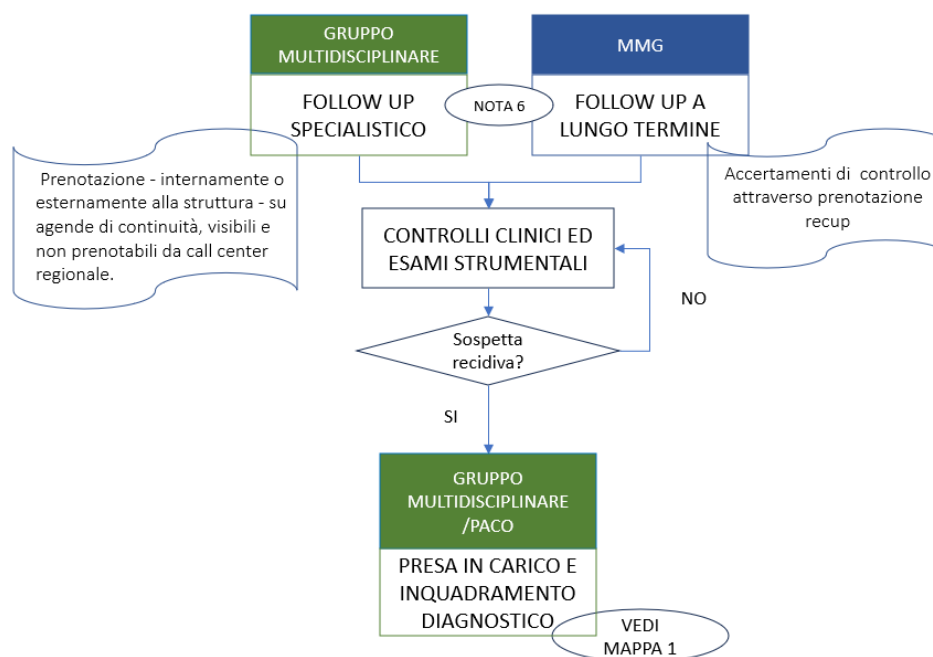 GRUPPO
MULTIDISCIPLINARE
FOLLOW UP
SPECIALISTICO
NOTA 6
MMG
FOLLOW UP A
LUNGO TERMINE
Prenotazione - internamente o
esternamente alla struttura - su
agende di continuità, visibili e
non prenotabili da call center
regionale.
Accertamenti di controllo
attraverso prenotazione
recup
CONTROLLI CLINICI ED
ESAMI STRUMENTALI
NO
Sospetta
recidiva?
SI
GRUPPO
MULTIDISCIPLINARE
/PACO
PRESA IN CARICO E
INQUADRAMENTO
DIAGNOSTICO
VEDI
MAPPA 1